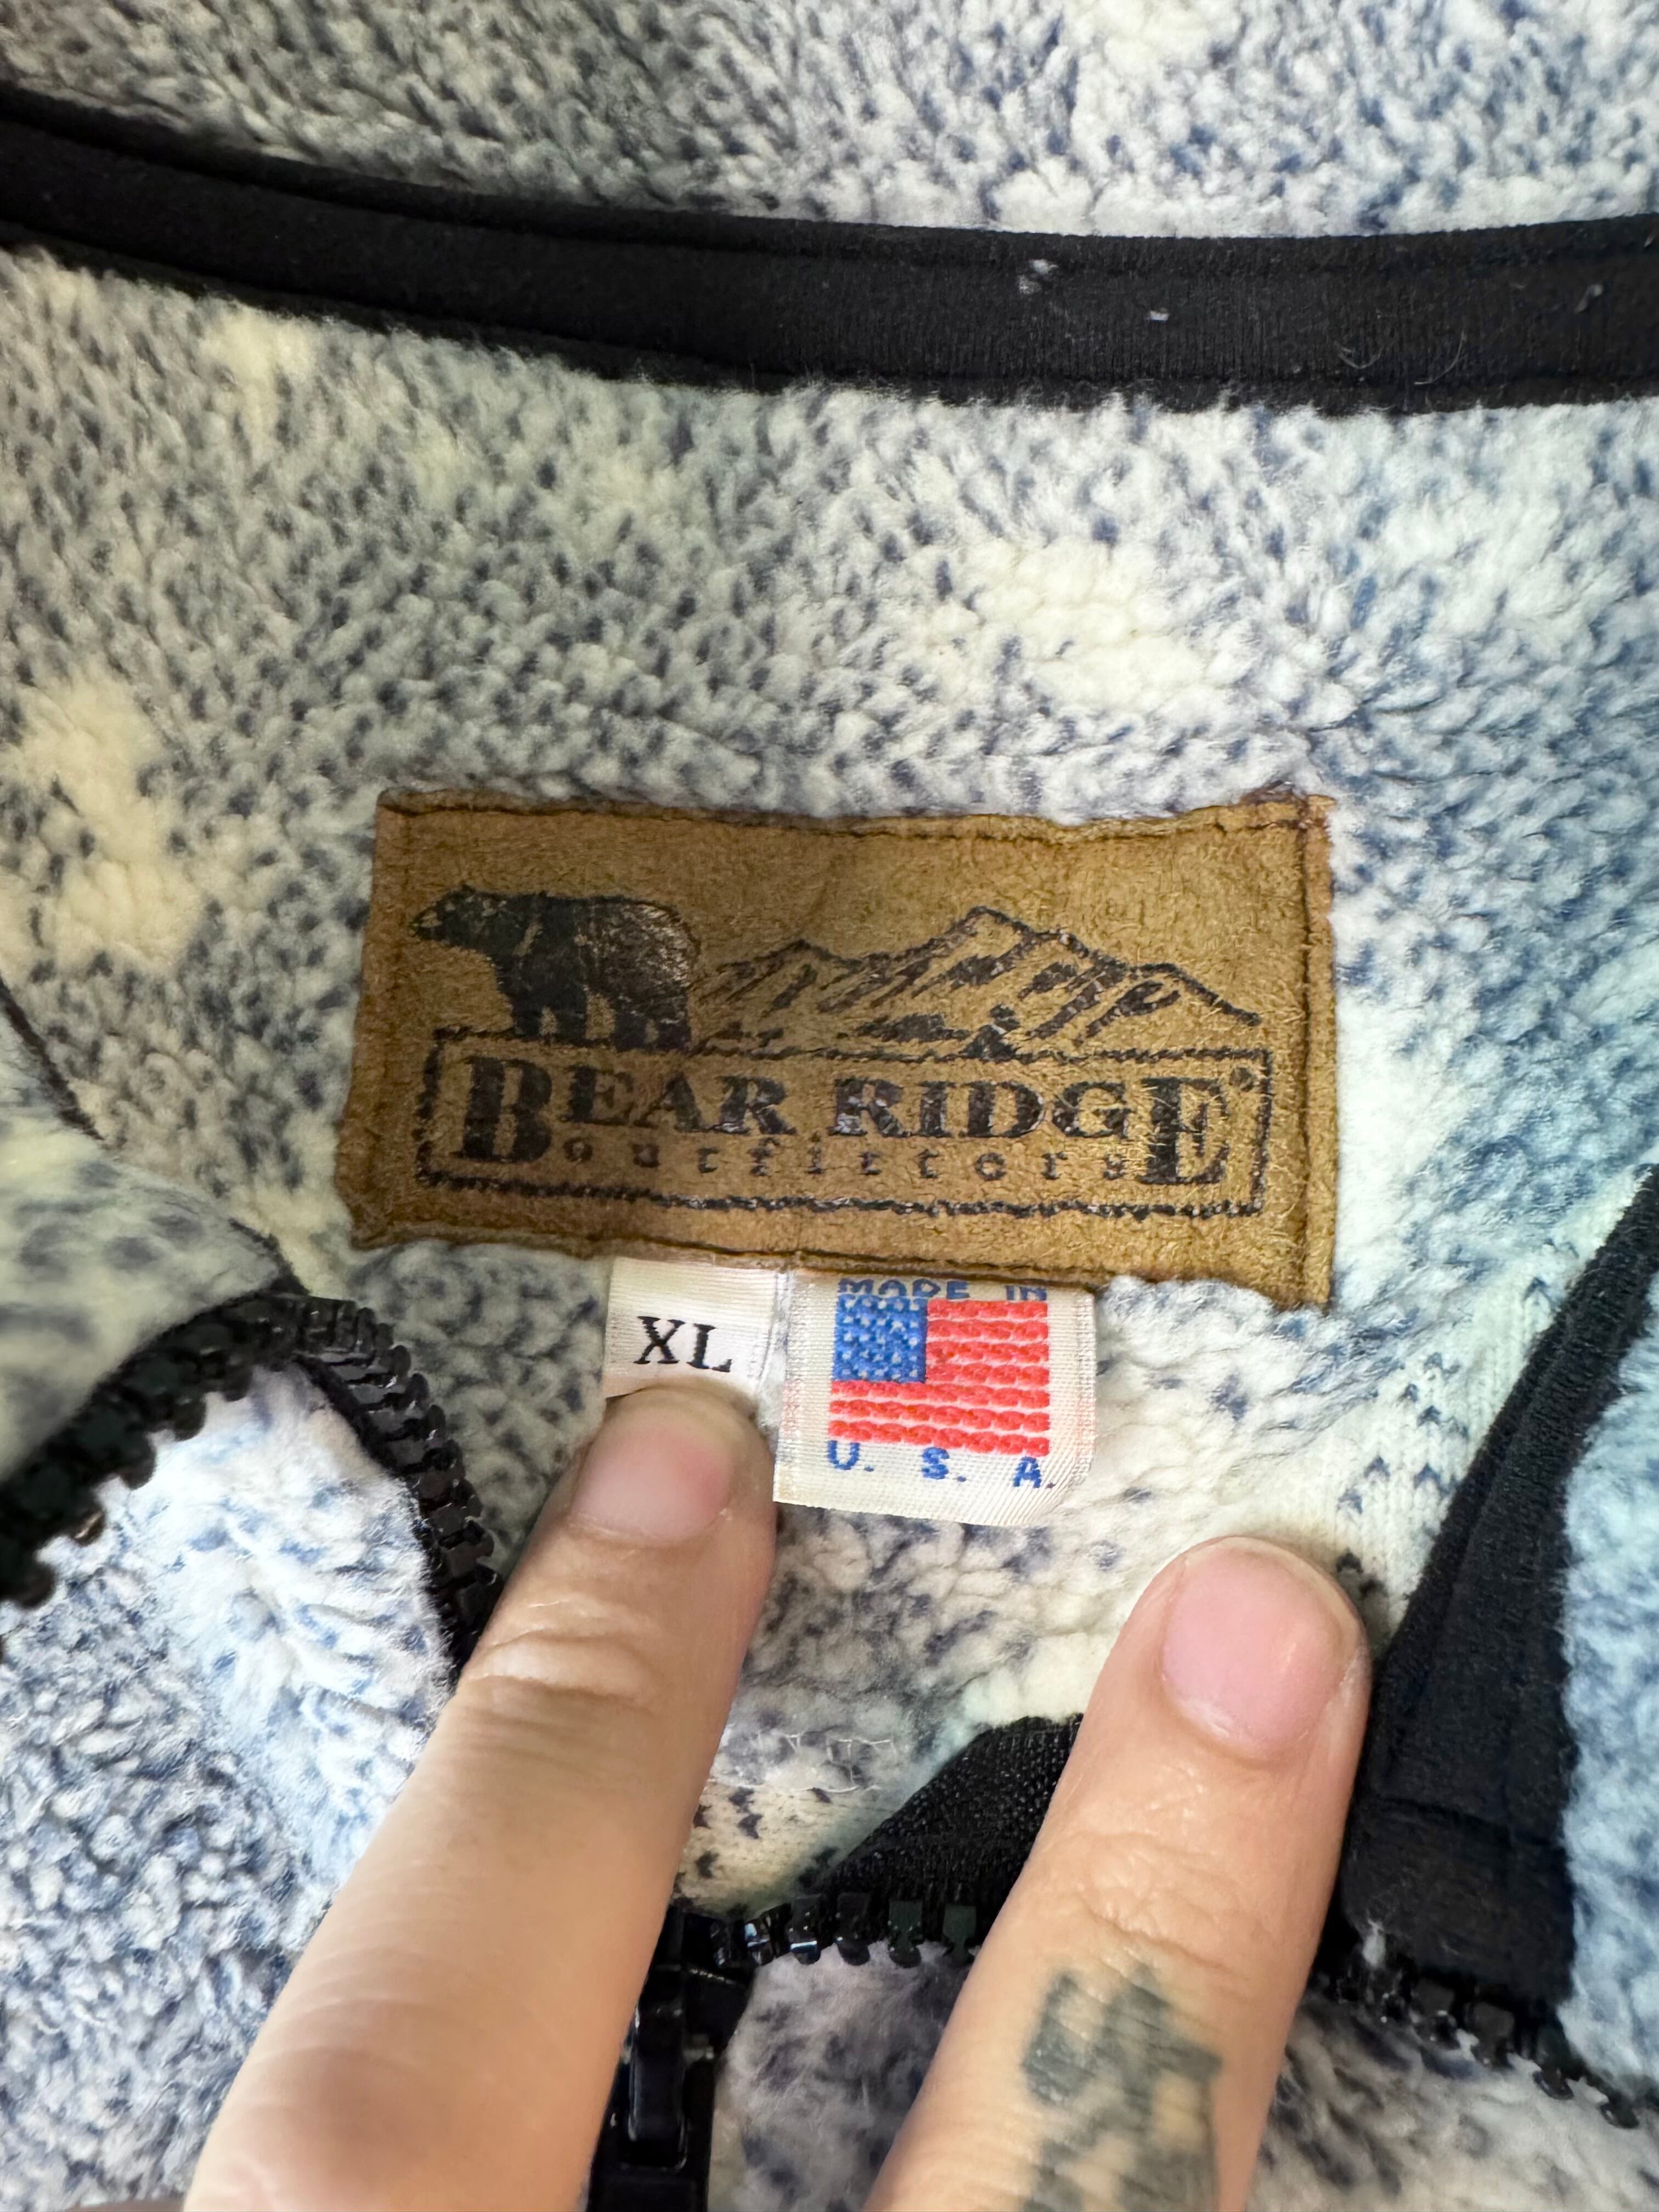 BEAR RIDGE®
outfitters
XL
MADE IN
U. S. A.